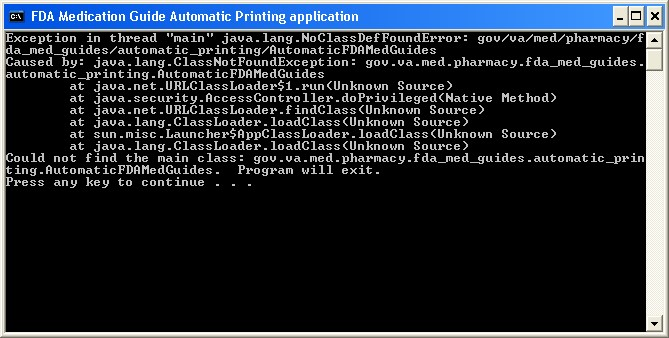 FDA Medication Guide Automatic Printing application
Exception in thread "main" java.lang.NoClassDefFoundError: gov/va/med/pharmacy/f
da_med_guides/automatic_printing/AutomaticFDAMedGuides
Caused by: java.lang.ClassNotFoundException: gov.va.med.pharmacy.fda_med_guides.
automatic_printing.AutomaticFDAMedGuides
        at java.net.URLClassLoader$1.run(Unknown Source)
        at java.security.AccessController.doPrivileged(Native Method)
        at java.net.URLClassLoader.findClass(Unknown Source)
        at java.lang.ClassLoader.loadClass(Unknown Source)
        at sun.misc.Launcher$AppClassLoader.loadClass(Unknown Source)
        at java.lang.ClassLoader.loadClass(Unknown Source)
Could not find the main class: gov.va.med.pharmacy.fda_med_guides.automatic_prin
ting.AutomaticFDAMedGuides.  Program will exit.
Press any key to continue . . .